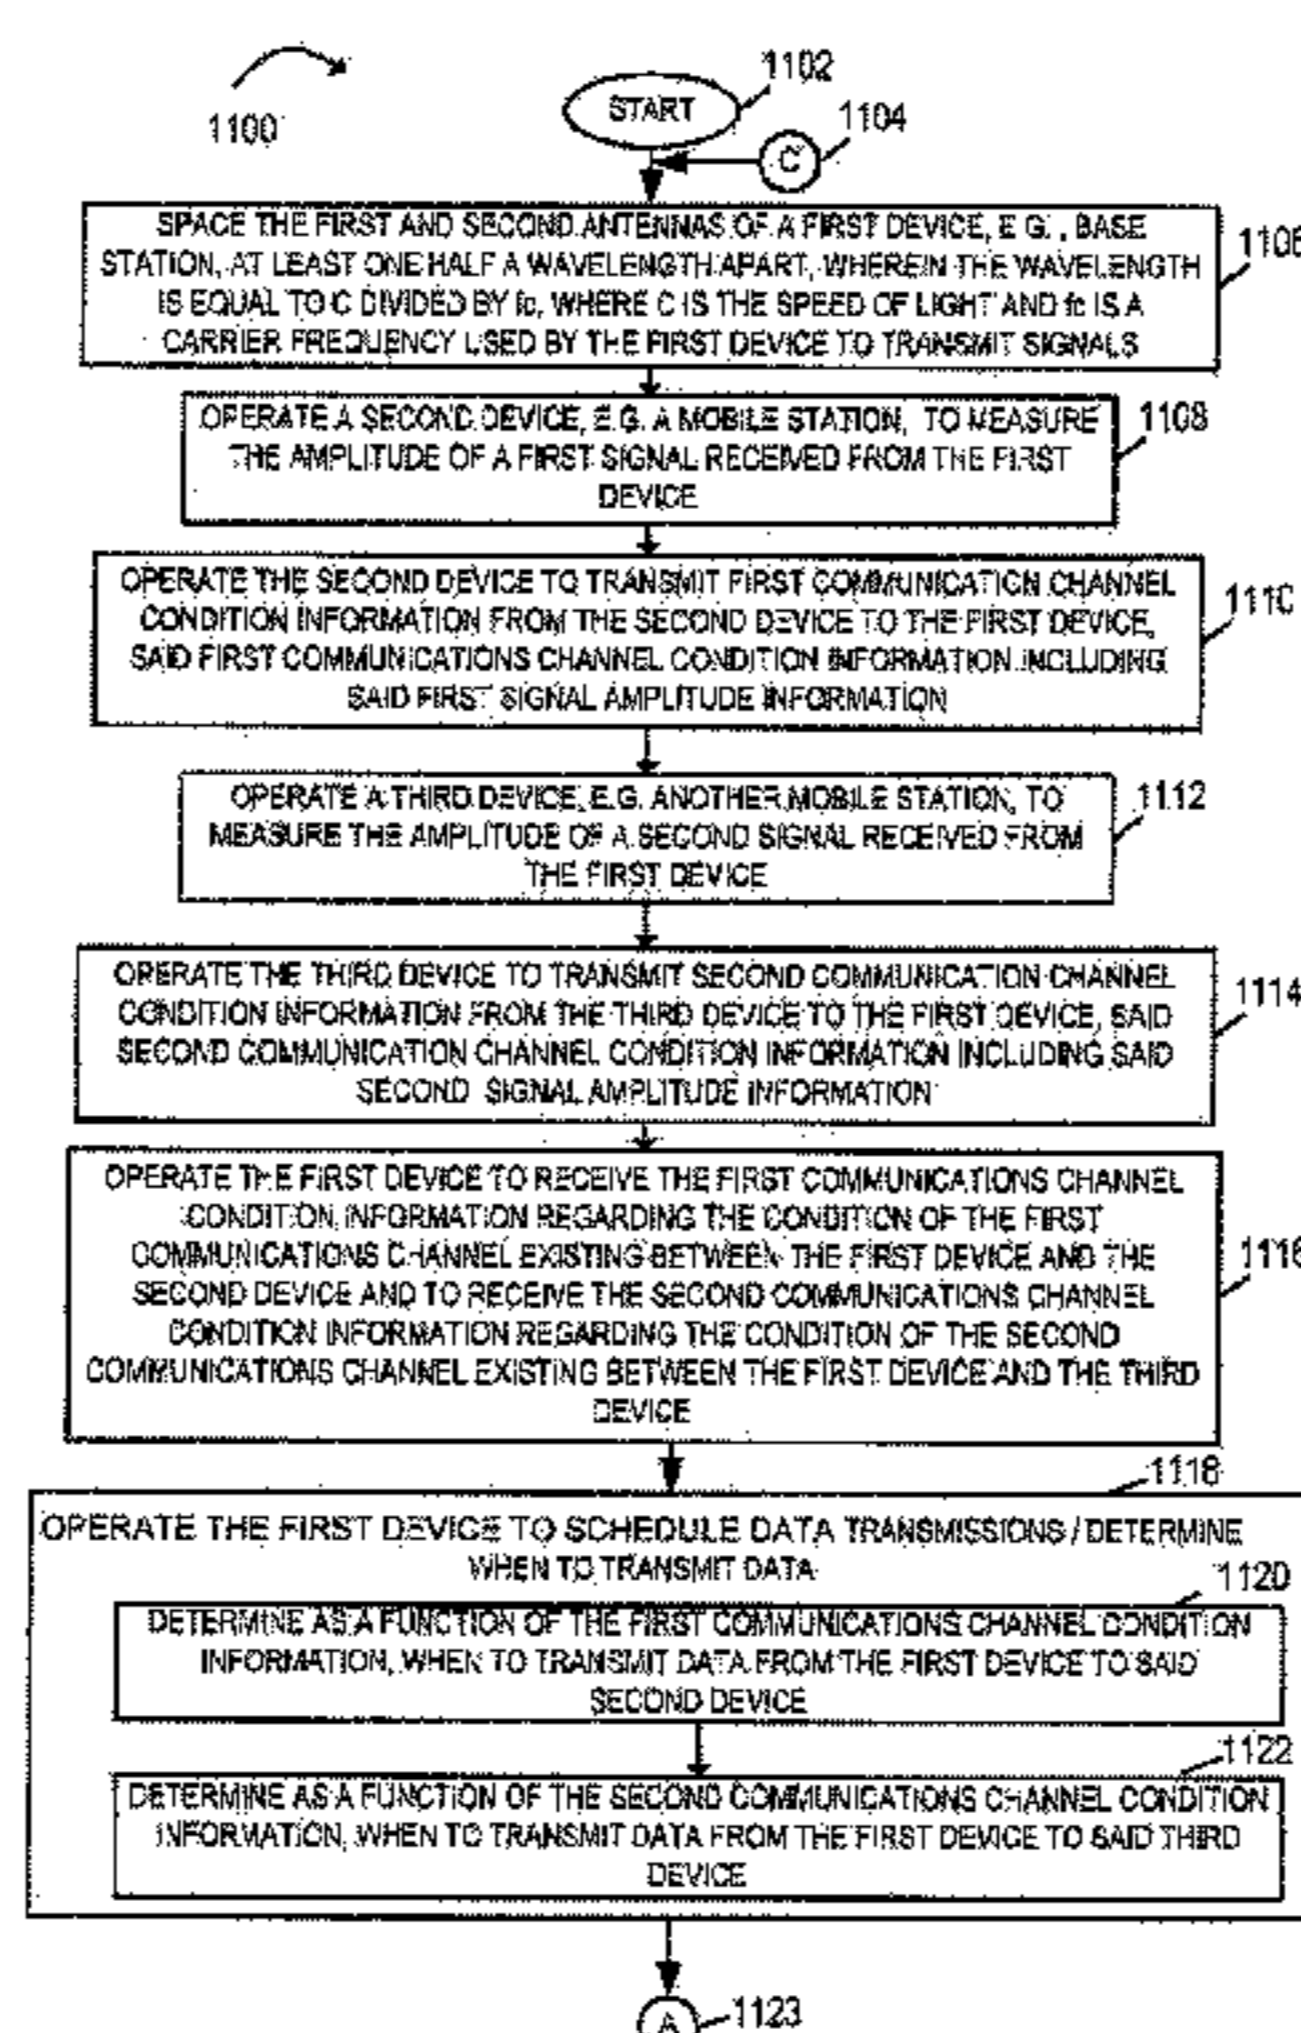 1100
START
1102
C
1104
SPACE THE FIRST AND SECOND ANTENNAS OF A FIRST DEVICE, E.G., BASE
STATION, AT LEAST ONE HALF A WAVELENGTH APART, WHEREIN THE WAVELENGTH
IS EQUAL TO C DIVIDED BY fc, WHERE C IS THE SPEED OF LIGHT AND fc IS A
CARRIER FREQUENCY USED BY THE FIRST DEVICE TO TRANSMIT SIGNALS
1106
OPERATE A SECOND DEVICE, E.G. A MOBILE STATION, TO MEASURE
THE AMPLITUDE OF A FIRST SIGNAL RECEIVED FROM THE FIRST
DEVICE
1108
OPERATE THE SECOND DEVICE TO TRANSMIT FIRST COMMUNICATION CHANNEL
CONDITION INFORMATION FROM THE SECOND DEVICE TO THE FIRST DEVICE,
SAID FIRST COMMUNICATIONS CHANNEL CONDITION INFORMATION INCLUDING
SAID FIRST SIGNAL AMPLITUDE INFORMATION
1110
OPERATE A THIRD DEVICE, E.G. ANOTHER MOBILE STATION, TO
MEASURE THE AMPLITUDE OF A SECOND SIGNAL RECEIVED FROM
THE FIRST DEVICE
1112
OPERATE THE THIRD DEVICE TO TRANSMIT SECOND COMMUNICATION CHANNEL
CONDITION INFORMATION FROM THE THIRD DEVICE TO THE FIRST DEVICE, SAID
SECOND COMMUNICATION CHANNEL CONDITION INFORMATION INCLUDING SAID
SECOND SIGNAL AMPLITUDE INFORMATION
1114
OPERATE THE FIRST DEVICE TO RECEIVE THE FIRST COMMUNICATIONS CHANNEL
CONDITION INFORMATION REGARDING THE CONDITION OF THE FIRST
COMMUNICATIONS CHANNEL EXISTING BETWEEN THE FIRST DEVICE AND THE
SECOND DEVICE AND TO RECEIVE THE SECOND COMMUNICATIONS CHANNEL
CONDITION INFORMATION REGARDING THE CONDITION OF THE SECOND
COMMUNICATIONS CHANNEL EXISTING BETWEEN THE FIRST DEVICE AND THE THIRD
DEVICE
1116
1118
OPERATE THE FIRST DEVICE TO SCHEDULE DATA TRANSMISSIONS / DETERMINE
WHEN TO TRANSMIT DATA
1120
DETERMINE AS A FUNCTION OF THE FIRST COMMUNICATIONS CHANNEL CONDITION
INFORMATION, WHEN TO TRANSMIT DATA FROM THE FIRST DEVICE TO SAID
SECOND DEVICE
1122
DETERMINE AS A FUNCTION OF THE SECOND COMMUNICATIONS CHANNEL CONDITION
INFORMATION, WHEN TO TRANSMIT DATA FROM THE FIRST DEVICE TO SAID THIRD
DEVICE
A
1123